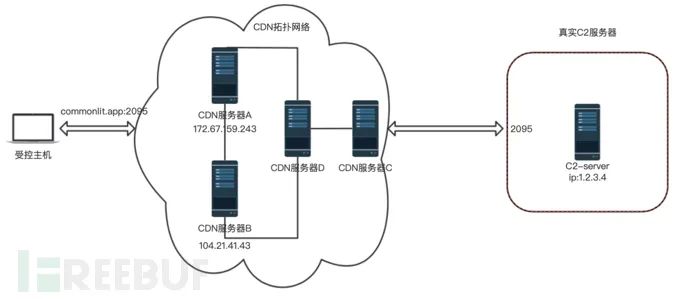 CDN拓扑网络
真实C2服务器
commonlit.app:2095
受控主机
CDN服务器A
172.67.159.243
CDN服务器D
CDN服务器C
2095
C2-server
ip:1.2.3.4
CDN服务器B
104.21.41.43
FREEBUF